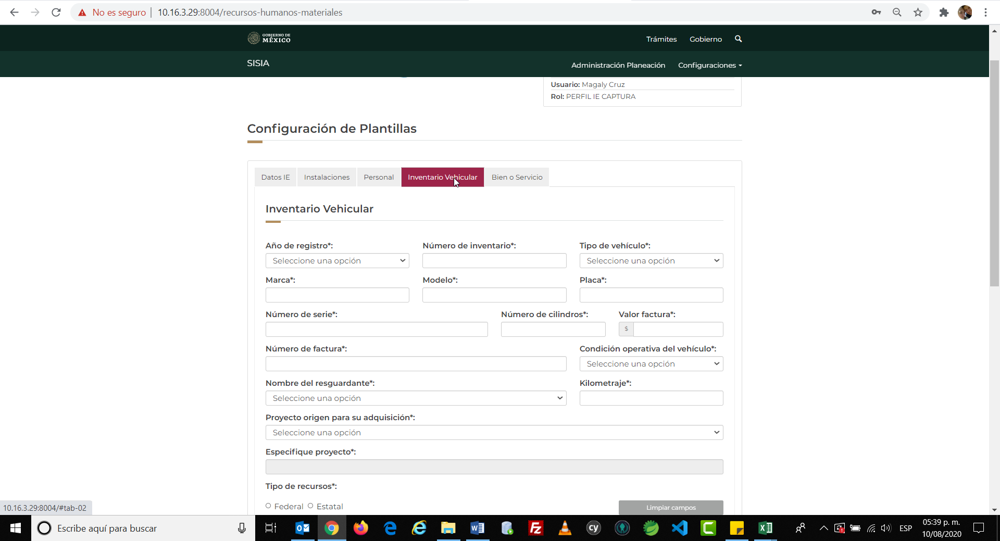 No es seguro
10.16.3.29:8004/recursos-humanos-materiales
GOBIERNO DE
MÉXICO
Trámites
Gobierno
SISIA
Administración Planeación
Configuraciones
Usuario: Magaly Cruz
Rol: PERFIL IE CAPTURA
Configuración de Plantillas
Datos IE
Instalaciones
Personal
Inventario Vehicular
Bien o Servicio
Inventario Vehicular
Año de registro*:
Número de inventario*:
Tipo de vehículo*:
Seleccione una opción
Seleccione una opción
Marca*:
Modelo*:
Placa*:
Número de serie*:
Número de cilindros*:
Valor factura*:
$
Número de factura*:
Condición operativa del vehículo*:
Seleccione una opción
Nombre del resguardante*:
Kilometraje*:
Seleccione una opción
Proyecto origen para su adquisición*:
Seleccione una opción
Especifique proyecto*:
Tipo de recursos*:
Federal
Estatal
Limpiar campos
10.16.3.29:8004/#tab-02
Escribe aquí para buscar
ESP
05:39 p. m.
10/08/2020